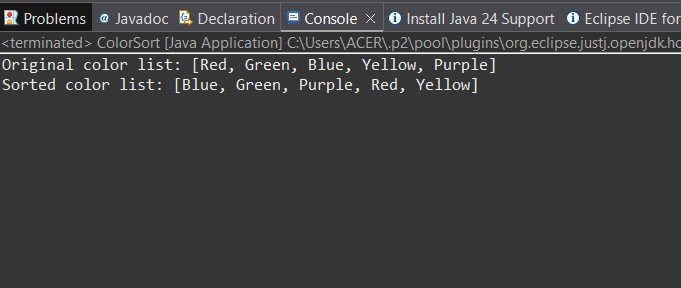 Problems @ Javadoc Declaration Console Install Java 24 Support Eclipse IDE for
<terminated> ColorSort [Java Application] C:\Users\ACER\.p2\pool\plugins\org.eclipse.justj.openjdk.ho
Original color list: [Red, Green, Blue, Yellow, Purple]
Sorted color list: [Blue, Green, Purple, Red, Yellow]